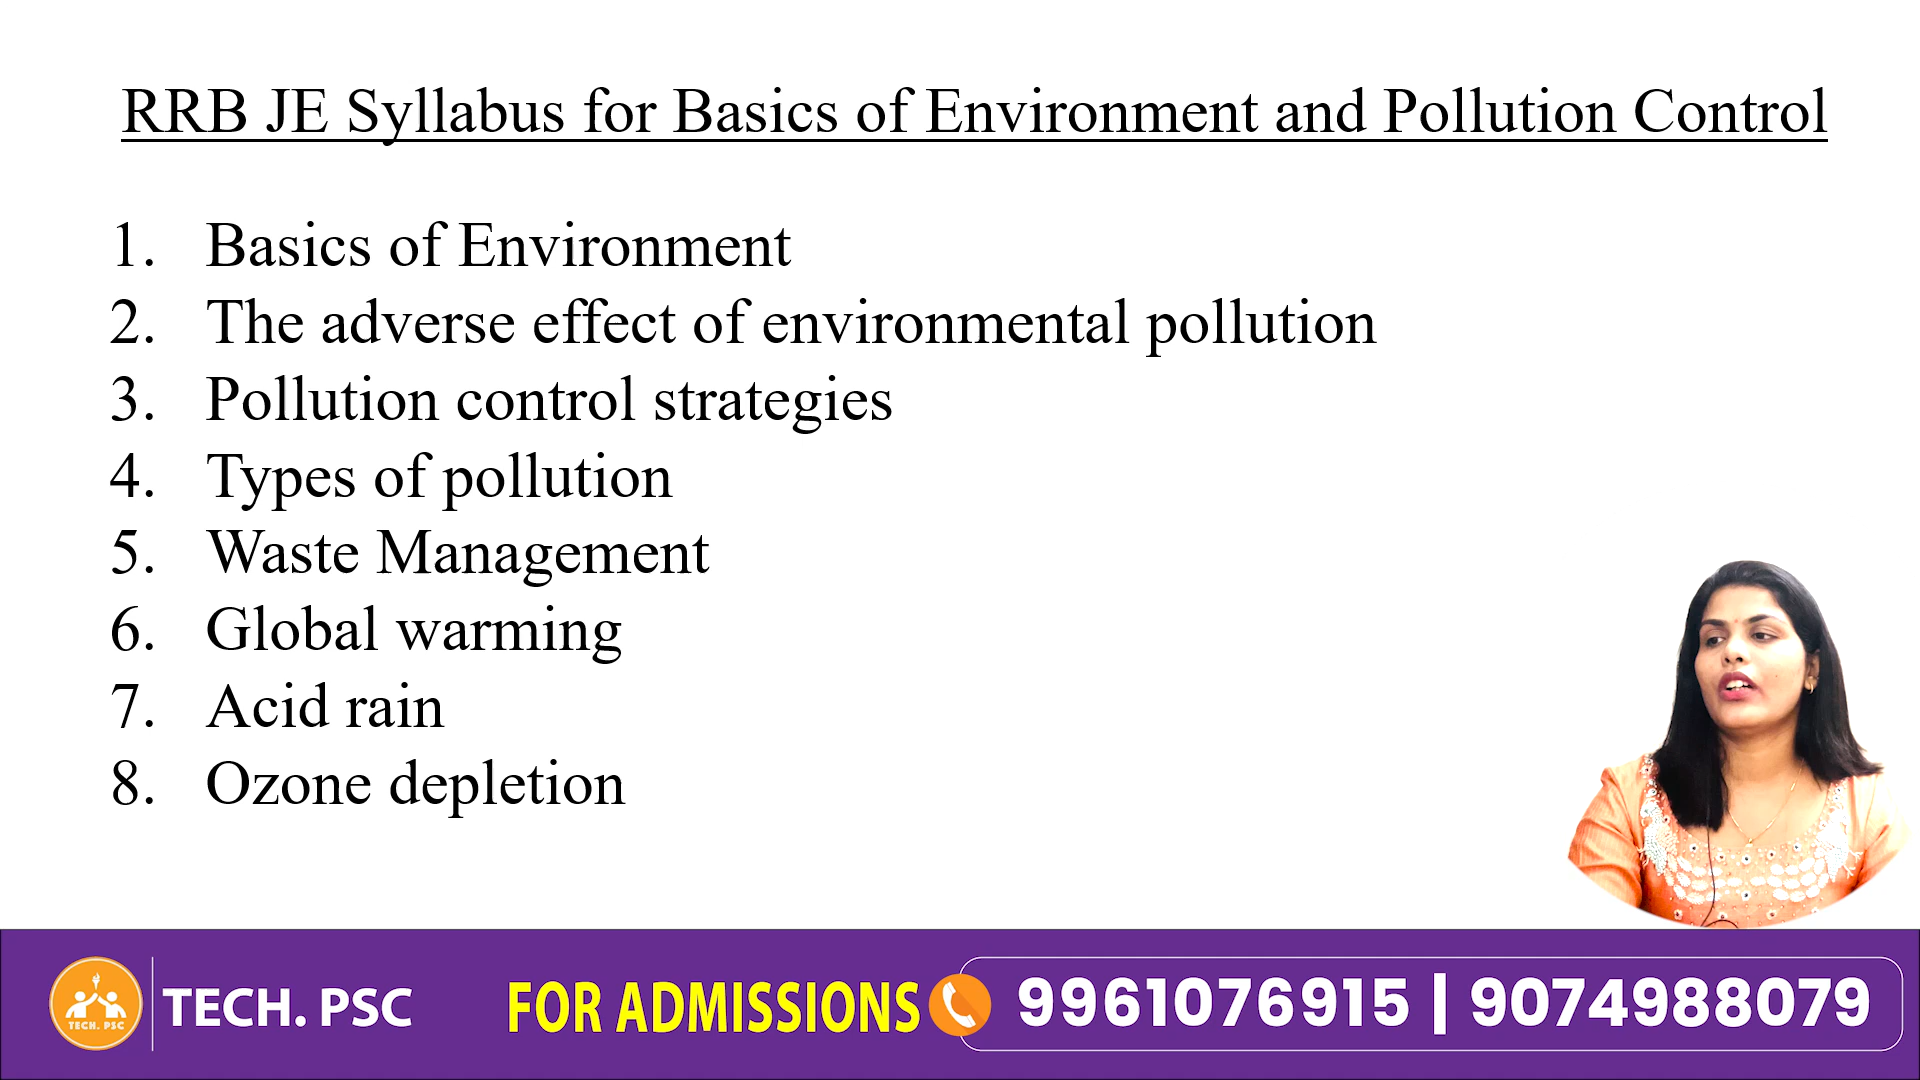 RRB JE Syllabus for Basics of Environment and Pollution Control
1. Basics of Environment
2. The adverse effect of environmental pollution
3. Pollution control strategies
4. Types of pollution
5. Waste Management
6. Global warming
7. Acid rain
8. Ozone depletion
TECH. PSC
TECH. PSC
FOR ADMISSIONS
9961076915 | 9074988079